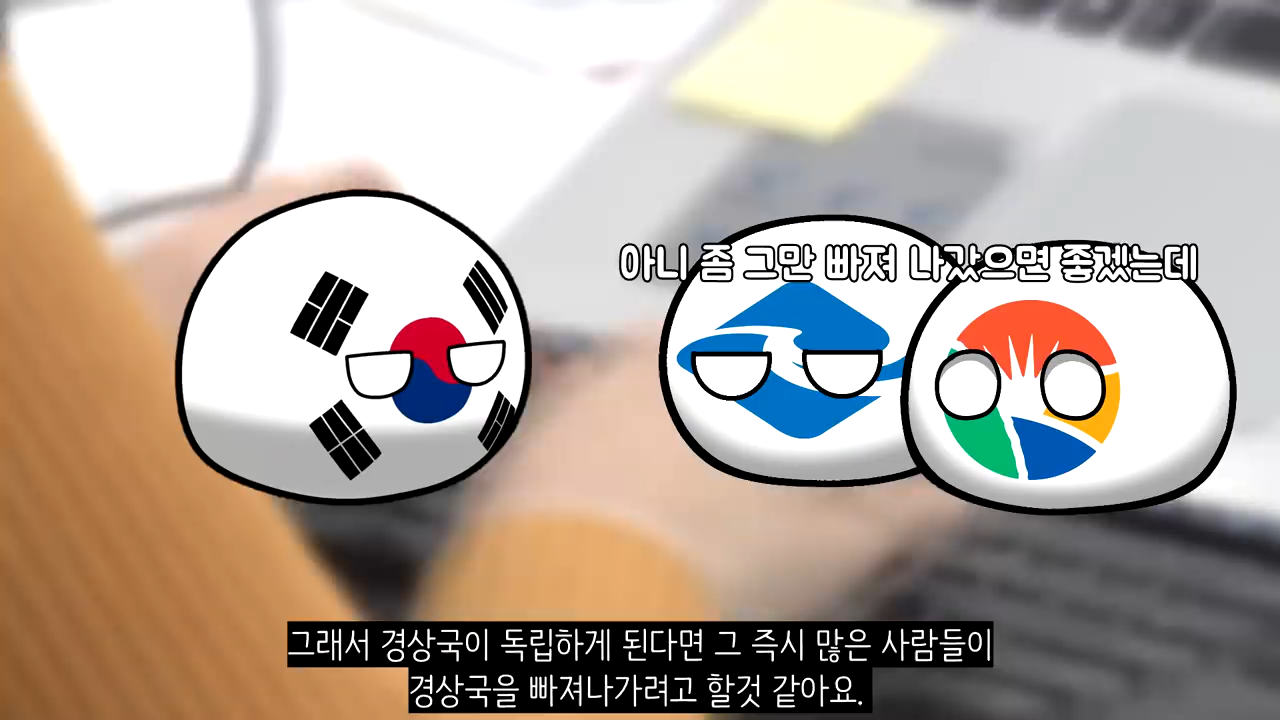 아니 좀 그만 빠져 나갔으면 좋겠는데
그래서 경상국이 독립하게 된다면 그 즉시 많은 사람들이
경상국을 빠져나가려고 할것 같아요.